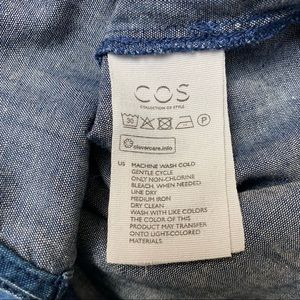 COS
COLLECTION OF STYLE
30
P
clevercare.info
US MACHINE WASH COLD
GENTLE CYCLE
ONLY NON-CHLORINE
BLEACH, WHEN NEEDED
LINE DRY
MEDIUM IRON
DRY CLEAN
WASH WITH LIKE COLORS
THE COLOR OF THIS
PRODUCT MAY TRANSFER
ONTO LIGHT-COLORED
MATERIALS.